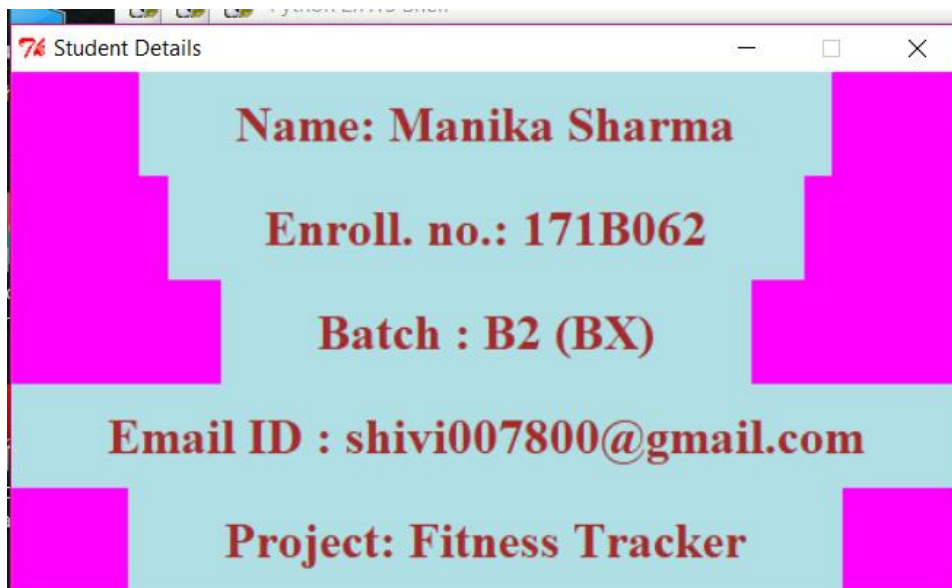 Student Details
Name: Manika Sharma
Enroll. no.: 171B062
Batch : B2 (BX)
Email ID : shivi007800@gmail.com
Project: Fitness Tracker